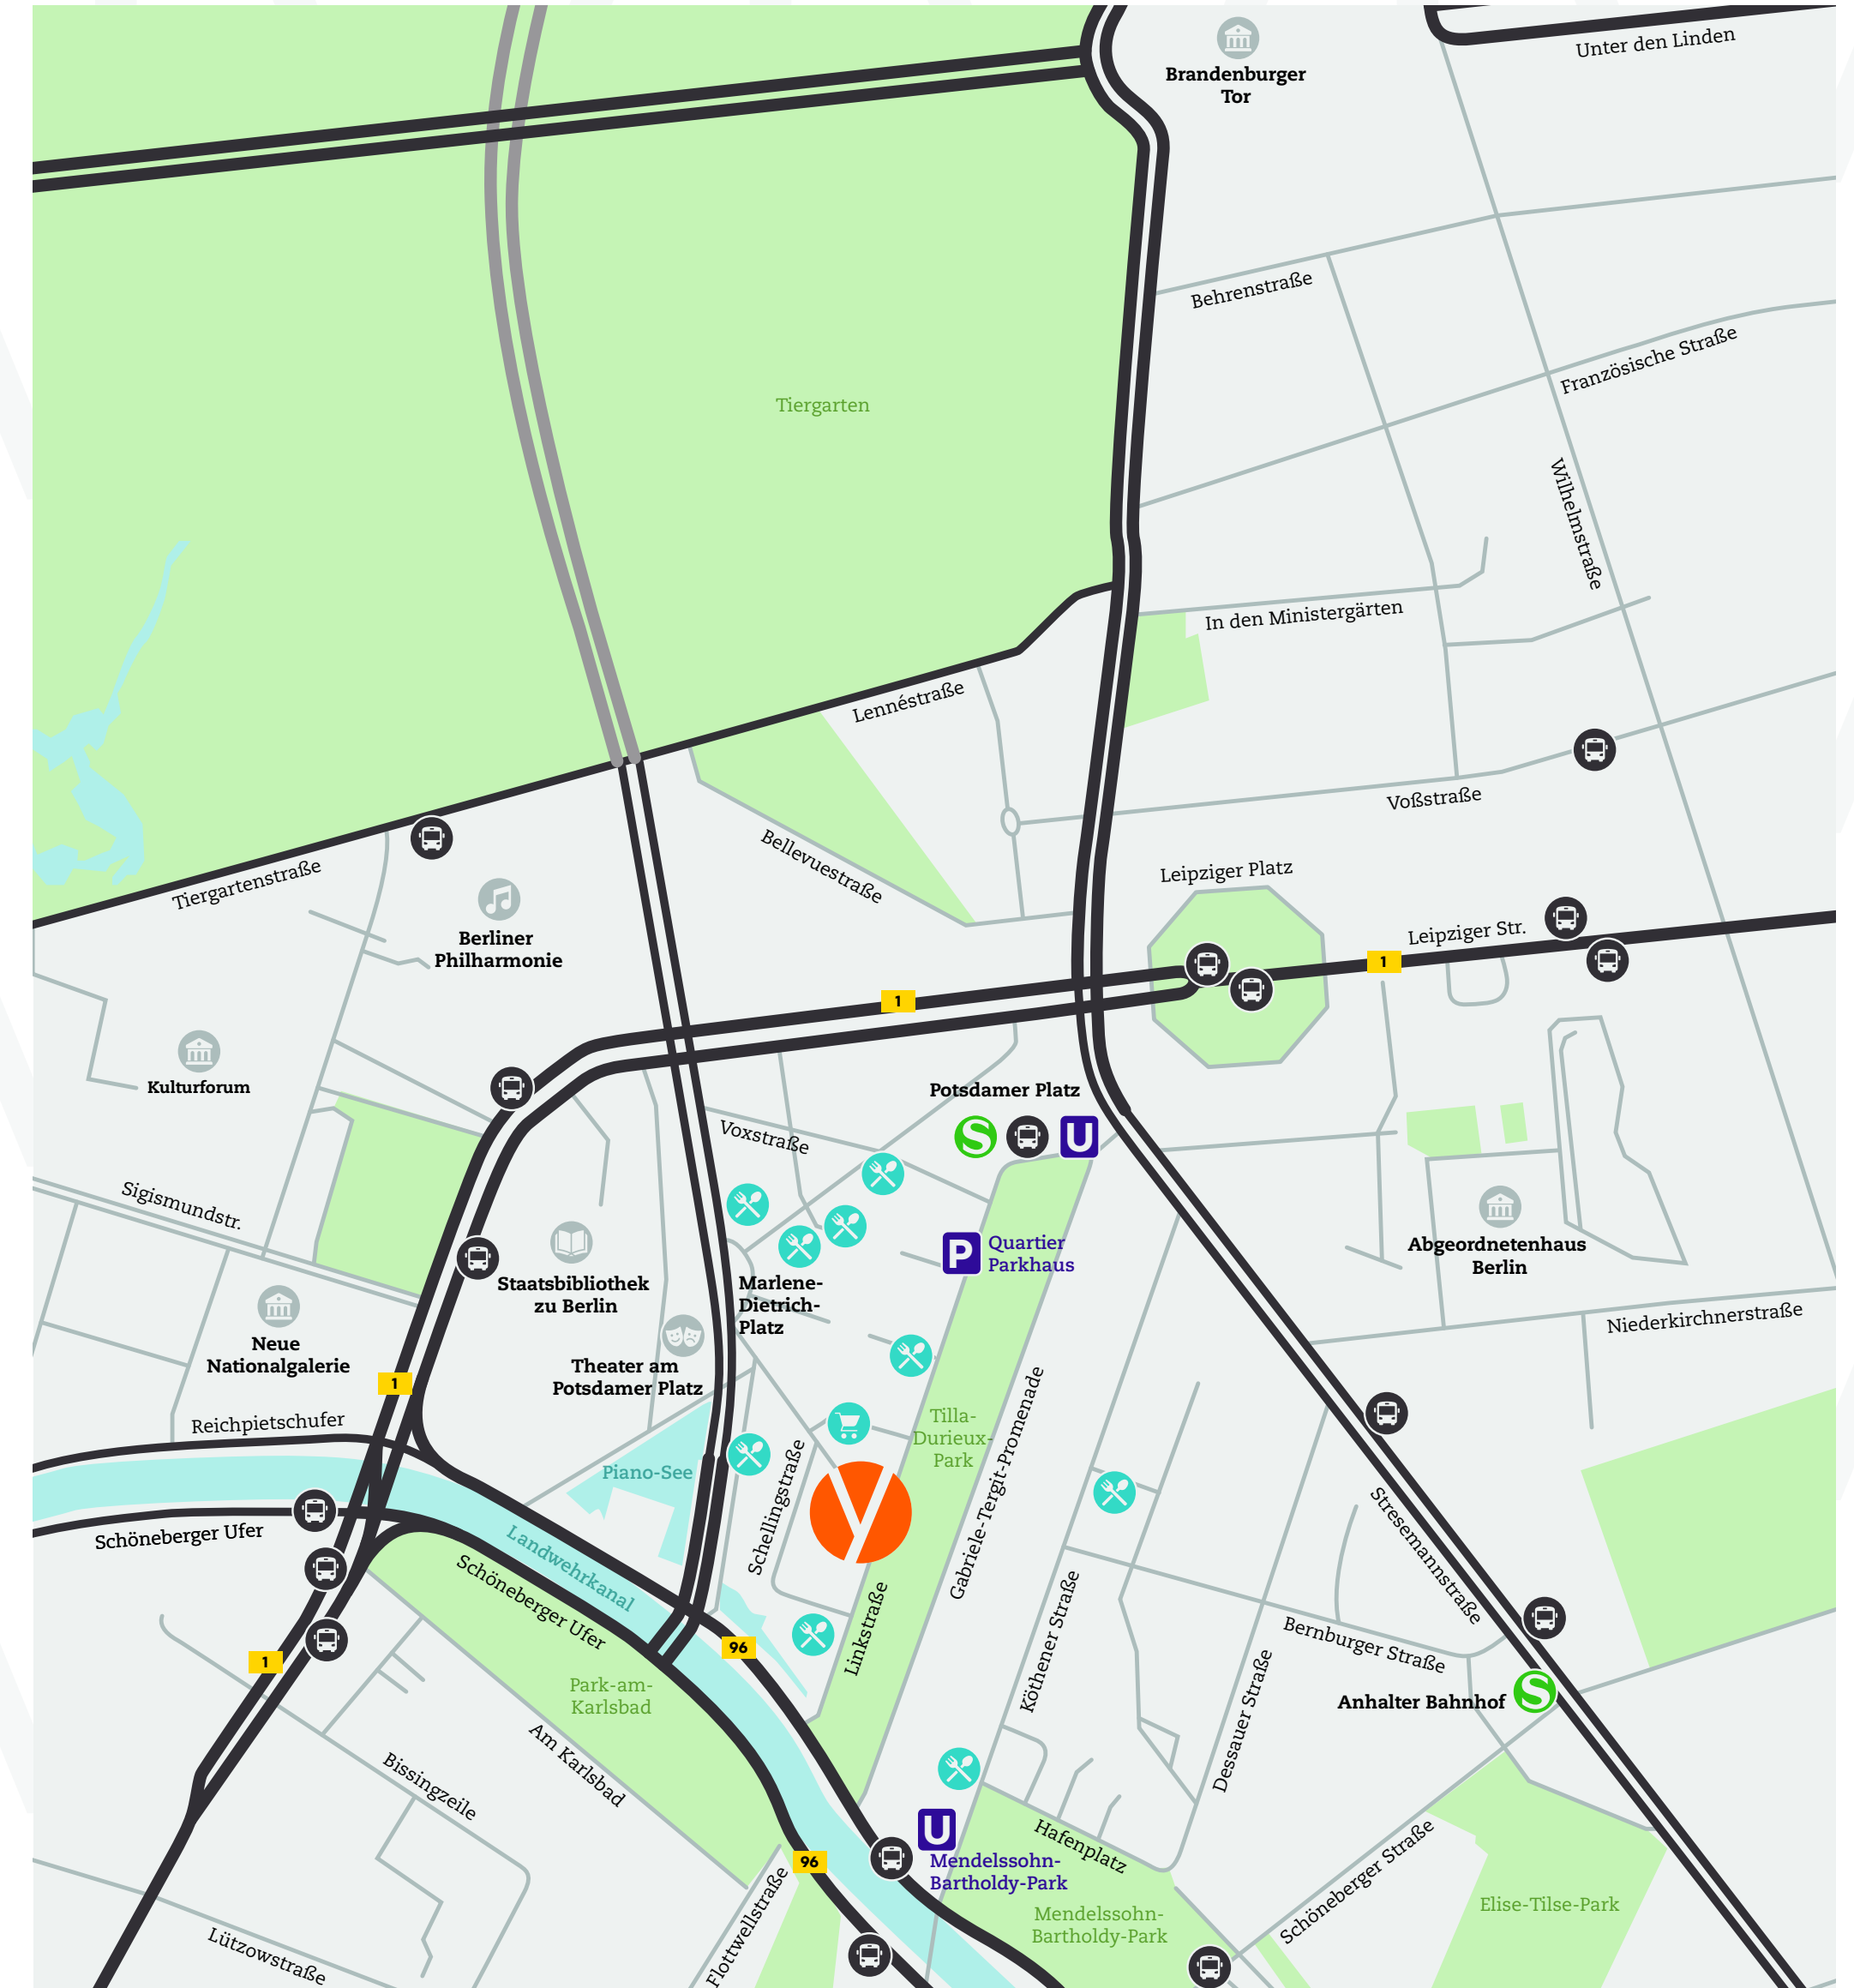 Unter den Linden
Brandenburger
Tor
Behrenstraße
Französische Straße
Tiergarten
Wilhelmstraße
In den Ministergärten
Lennéstraße
Voßstraße
Bellevuestraße
Leipziger Platz
Tiergartenstraße
Leipziger Str.
Berliner
Philharmonie
1
1
Kulturforum
Potsdamer Platz
S
U
Voxstraße
Sigismundstr.
P
Quartier
Parkhaus
Abgeordnetenhaus
Berlin
Staatsbibliothek
zu Berlin
Marlene-
Dietrich-
Platz
Niederkirchnerstraße
Neue
Nationalgalerie
Theater am
Potsdamer Platz
1
Reichpietschufer
Tilla-
Durieux-
Park
Gabriele-Tergit-Promenade
Piano-See
Schellingstraße
Y
Stresemannstraße
Schöneberger Ufer
Landwehrkanal
Schöneberger Ufer
Linkstraße
Köthener Straße
Bernburger Straße
96
1
Park-am-
Karlsbad
Dessauer Straße
Anhalter Bahnhof
S
Am Karlsbad
Bissingzeile
U
Mendelssohn-
Bartholdy-Park
Hafenplatz
Schöneberger Straße
96
Flottwellstraße
Mendelssohn-
Bartholdy-Park
Elise-Tilse-Park
Lützowstraße